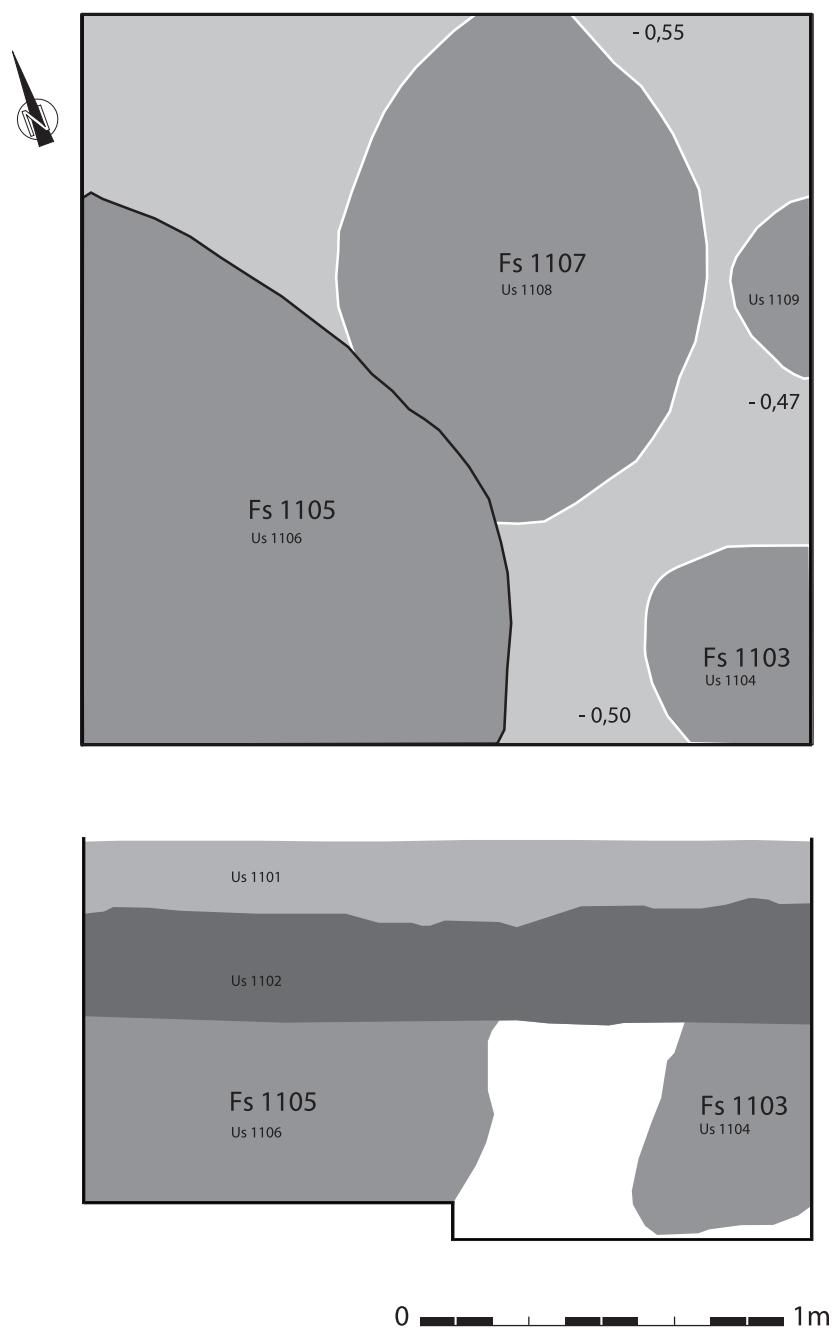 - 0,55
N
Fs 1107
Us 1108
Us 1109
- 0,47
Fs 1105
Us 1106
Fs 1103
Us 1104
- 0,50
Us 1101
Us 1102
Fs 1105
Us 1106
Fs 1103
Us 1104
0 1m